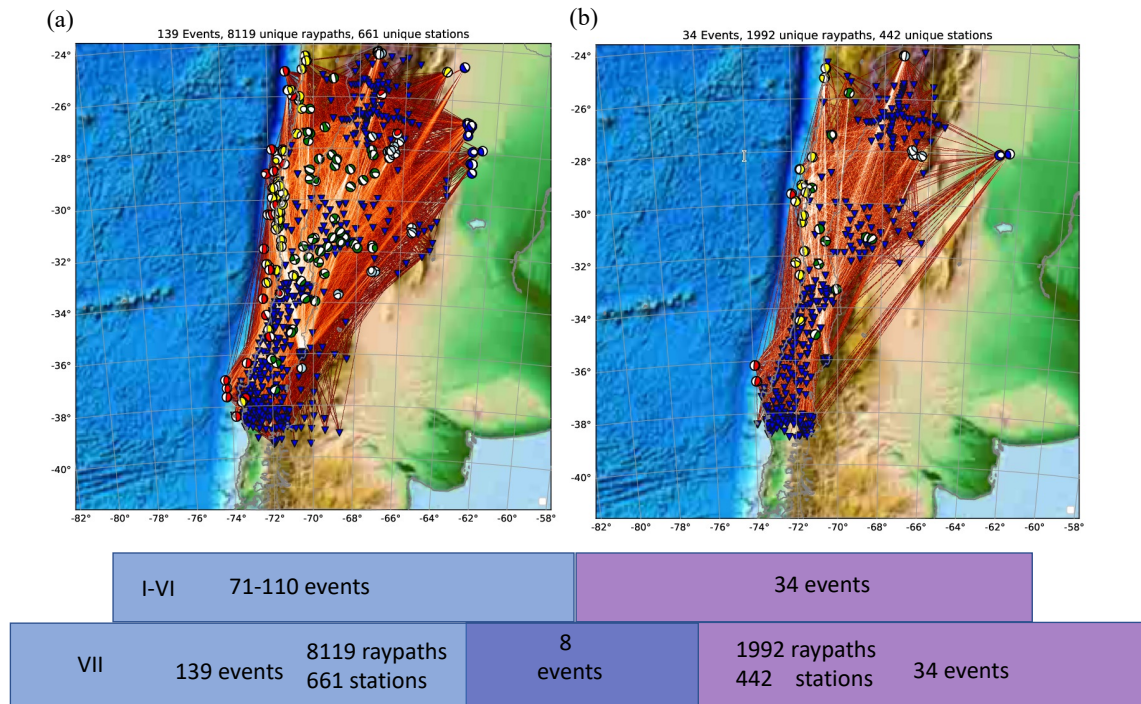 (a)
139 Events, 8119 unique raypaths, 661 unique stations
-24°
-26°
-28°
-30°
-32°
-34°
-36°
-38°
-40°
-82° -80° -78° -76° -74° -72° -70° -68° -66° -64° -62° -60° -58°
(b)
34 Events, 1992 unique raypaths, 442 unique stations
-24°
-26°
-28°
-30°
-32°
-34°
-36°
-38°
-40°
-82° -80° -78° -76° -74° -72° -70° -68° -66° -64° -62° -60° -58°
I-VI 71-110 events
34 events
VII
139 events
8119 raypaths
661 stations
8
events
1992 raypaths
442 stations
34 events